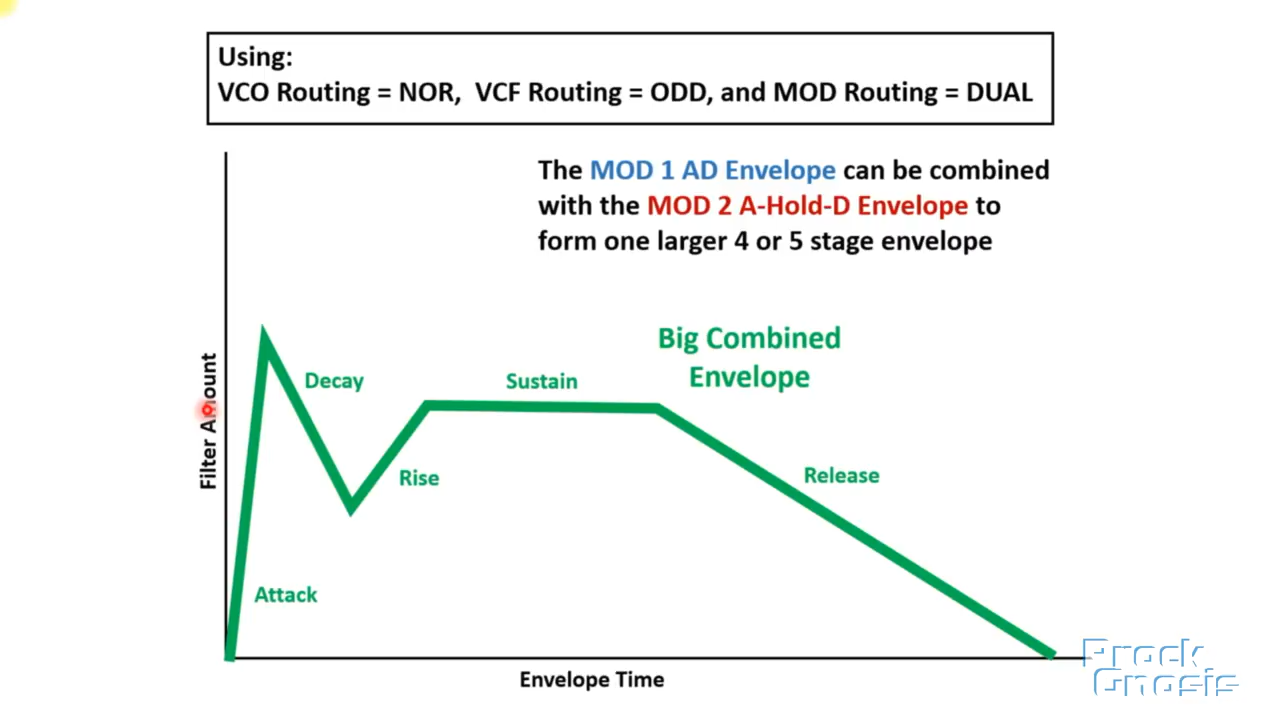 Using:
VCO Routing = NOR, VCF Routing = ODD, and MOD Routing = DUAL
The MOD 1 AD Envelope can be combined
with the MOD 2 A-Hold-D Envelope to
form one larger 4 or 5 stage envelope
Big Combined
Envelope
Decay
Sustain
Filter Amount
Rise
Release
Attack
Envelope Time
Prock
Gnosis